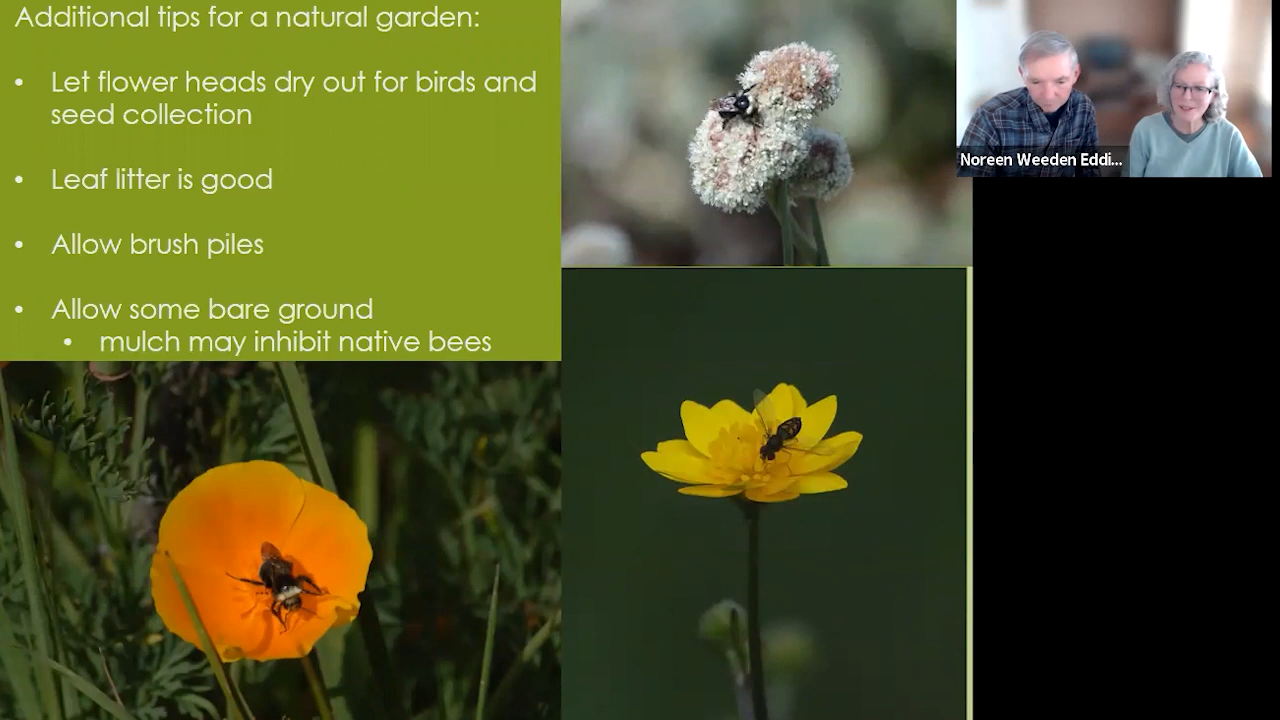 Additional tips for a natural garden:
• Let flower heads dry out for birds and
seed collection
• Leaf litter is good
• Allow brush piles
• Allow some bare ground
• mulch may inhibit native bees
Noreen Weeden Eddi...